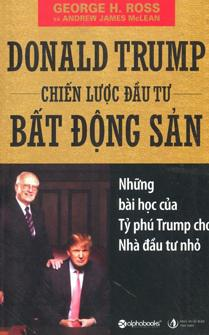 GEORGE H. ROSS
VÀ ANDREW JAMES McLEAN
DONALD TRUMP
CHIẾN LƯỢC ĐẦU TƯ
BẤT ĐỘNG SẢN
Những
bài học của
Tỷ phú Trump cho
Nhà đầu tư nhỏ
alphabooks